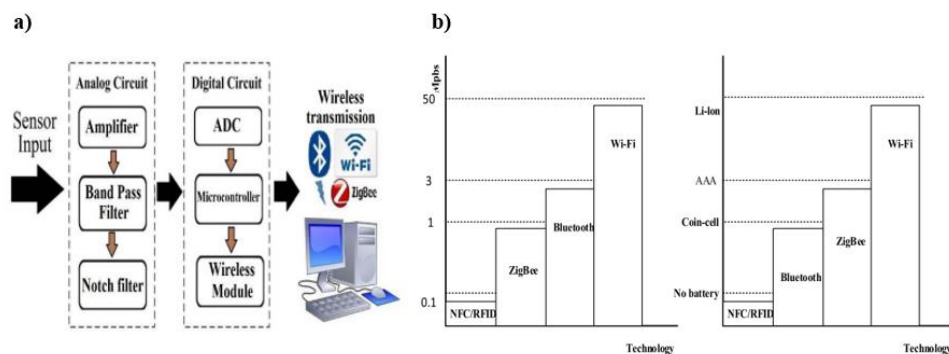 a)
Analog Circuit
Amplifier
Band Pass
Filter
Notch filter
Sensor
Input
Digital Circuit
ADC
Microcontroller
Wireless
Module
Wireless
transmission
Wi-Fi
ZigBee
b)
Mpbs
50
3
1
0.1
NFC/RFID
ZigBee
Bluetooth
Wi-Fi
Technology
Li-Ion
AAA
Coin-cell
No battery
NFC/RFID
Bluetooth
ZigBee
Wi-Fi
Technology